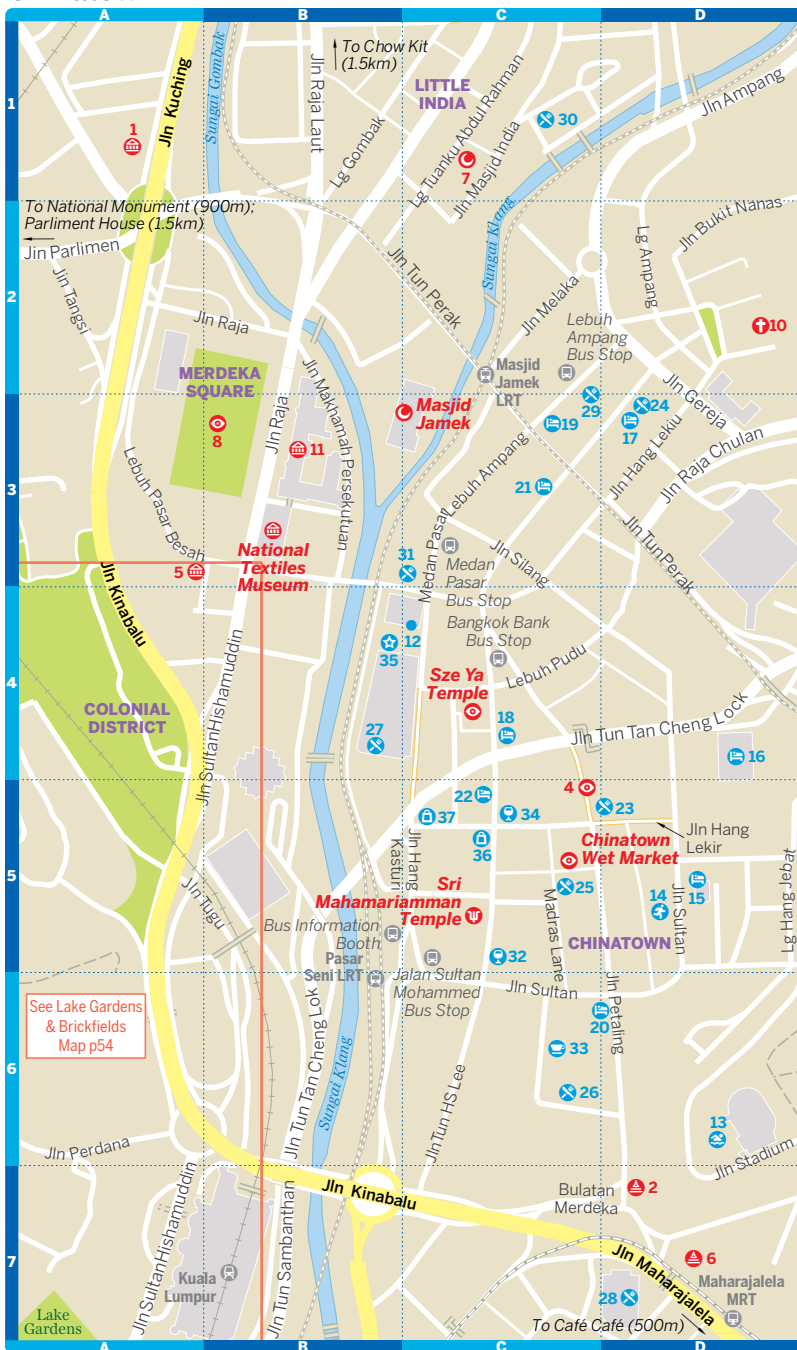 A
B
C
D
To Chow Kit
(1.5km)
LITTLE
INDIA
1
1
Jln Kuching
Sungai Gombak
Jln Raja Laut
Lg Gombak
Lg Tuanku Abdul Rahman
Jln Masjid India
7
30
Jln Ampang
To National Monument (900m);
Parliment House (1.5km)
Jin Parlimen
Sungai Klang
Jln Bukit Nanas
Lg Ampang
2
Jln Tangsi
Jln Raja
Jln Tun Perak
Jln Melaka
Lebuh
Ampang
Bus Stop
10
MERDEKA
SQUARE
8
Jln Raja
Jln Makhamah Persekutuan
11
Masjid
Jamek
LRT
Masjid
Jamek
29
24
19
17
Jln Gereja
Jln Hang Lekiu
Jln Raja Chulan
3
Lebuh Pasar Besah
Lebuh Ampang
21
National
Textiles
Museum
5
31
Medan Pasar
Medan
Pasar
Bus Stop
Jln Silang
Jln TunPerak
Jln Kinabalu
12
35
Bangkok Bank
Bus Stop
Lebuh Pudu
4
COLONIAL
DISTRICT
Jln SultanHishamuddin
Sze Ya
Temple
18
27
Jln Tun Tan Cheng Lock
16
22
4
23
37
34
36
Jln Hang
Lekir
Chinatown
Wet Market
5
Jln Hang
Kasturi
Sri
Mahamariamman
Temple
25
14
15
Jln Sultan
Lg Hang Jebat
Jln Tugu
Bus Information
Booth
Madras Lane
CHINATOWN
Pasar
Seni LRT
32
Jalan Sultan
Mohammed
Bus Stop
Jln Sultan
Jln Petaling
20
See Lake Gardens
& Brickfields
Map p54
6
Jln Tun Tan Cheng Lok
Sungai Klang
33
26
Jln Tun HS Lee
13
Jln Stadium
Jln Perdana
Jln Kinabalu
Bulatan
Merdeka
2
7
Jln SultanHishamuddin
Jln Tun Sambanthan
Kuala
Lumpur
Jln Maharajalela
6
Maharajalela
MRT
28
To Café Café (500m)
Lake
Gardens
A
B
C
D